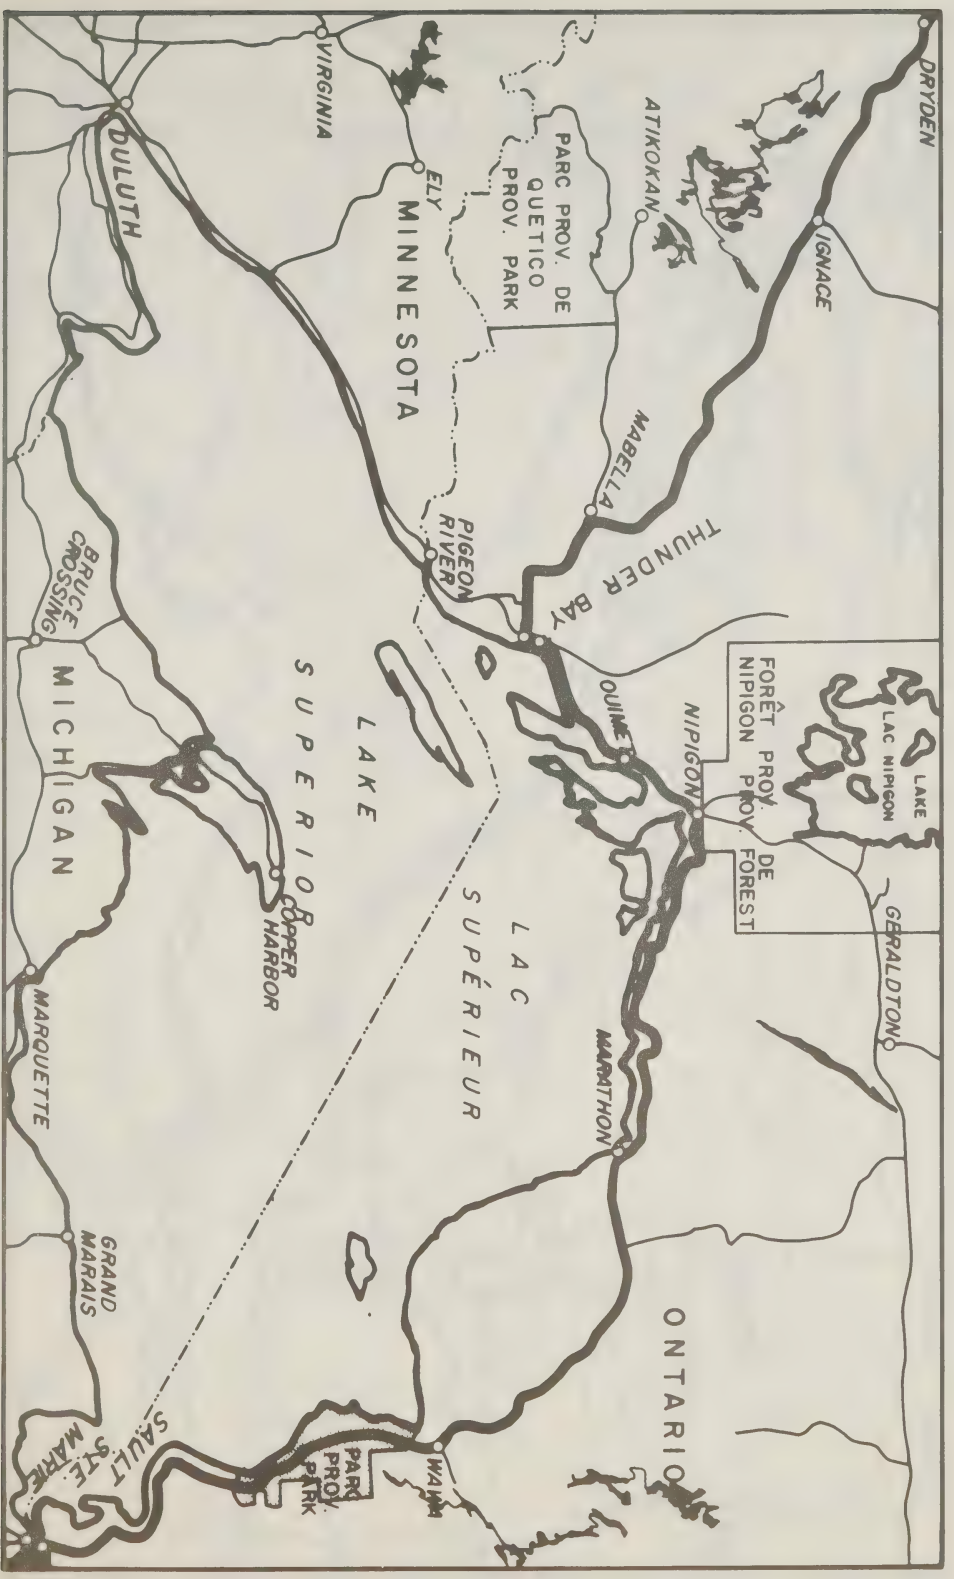 DRYDEN
IGNACE
ATIKOKAN
VIRGINIA
ELY
PARC PROV. DE
QUETICO
PROV. PARK
MINNESOTA
DULUTH
MABELLA
THUNDER BAY
PIGEON
RIVER
LAKE
LAC NIPIGON
FORÊT PROV. DE
NIPIGON PROV. FOREST
GERALDTON
NIPIGON
OUIMET
MARATHON
ONTARIO
LAC
SUPÉRIEUR
LAKE
SUPERIOR
COPPER
HARBOR
BRUCE
CROSSING
MICHIGAN
MARQUETTE
GRAND
MARAIS
WAWA
PARC
PROV.
PARK
SAULT
STE.
MARIE